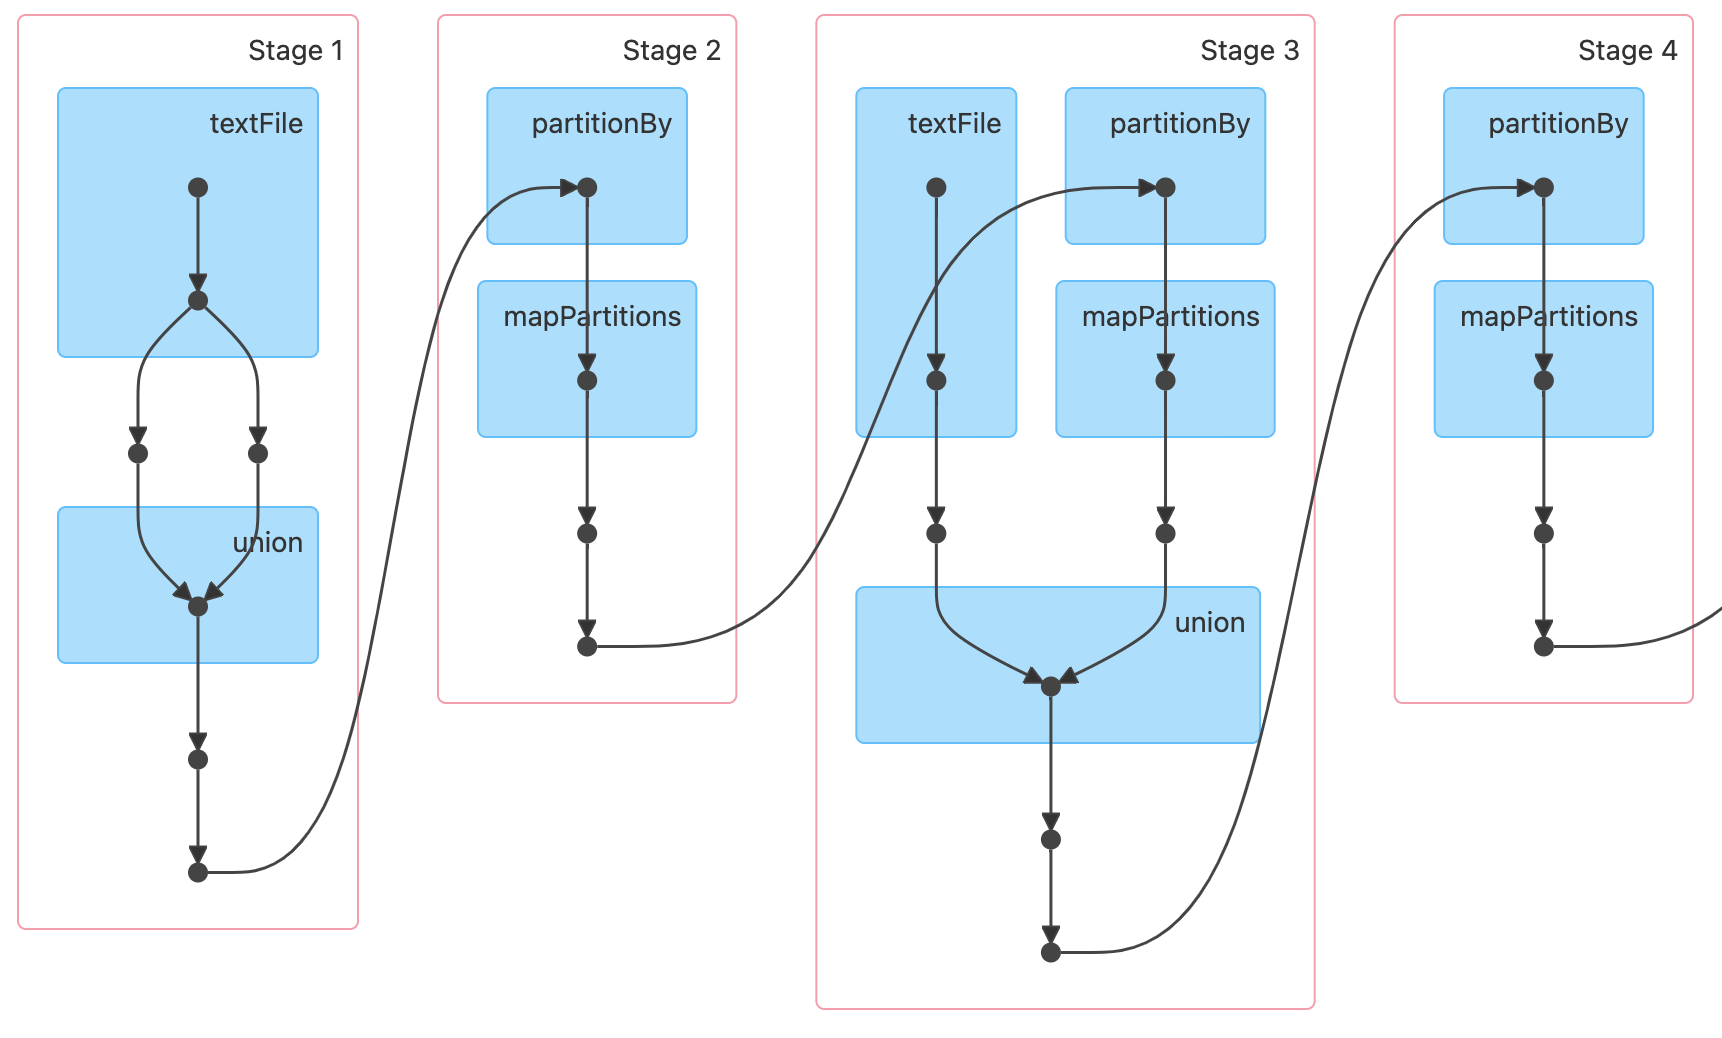 Stage 1
textFile
union
Stage 2
partitionBy
mapPartitions
Stage 3
textFile
partitionBy
mapPartitions
union
Stage 4
partitionBy
mapPartitions